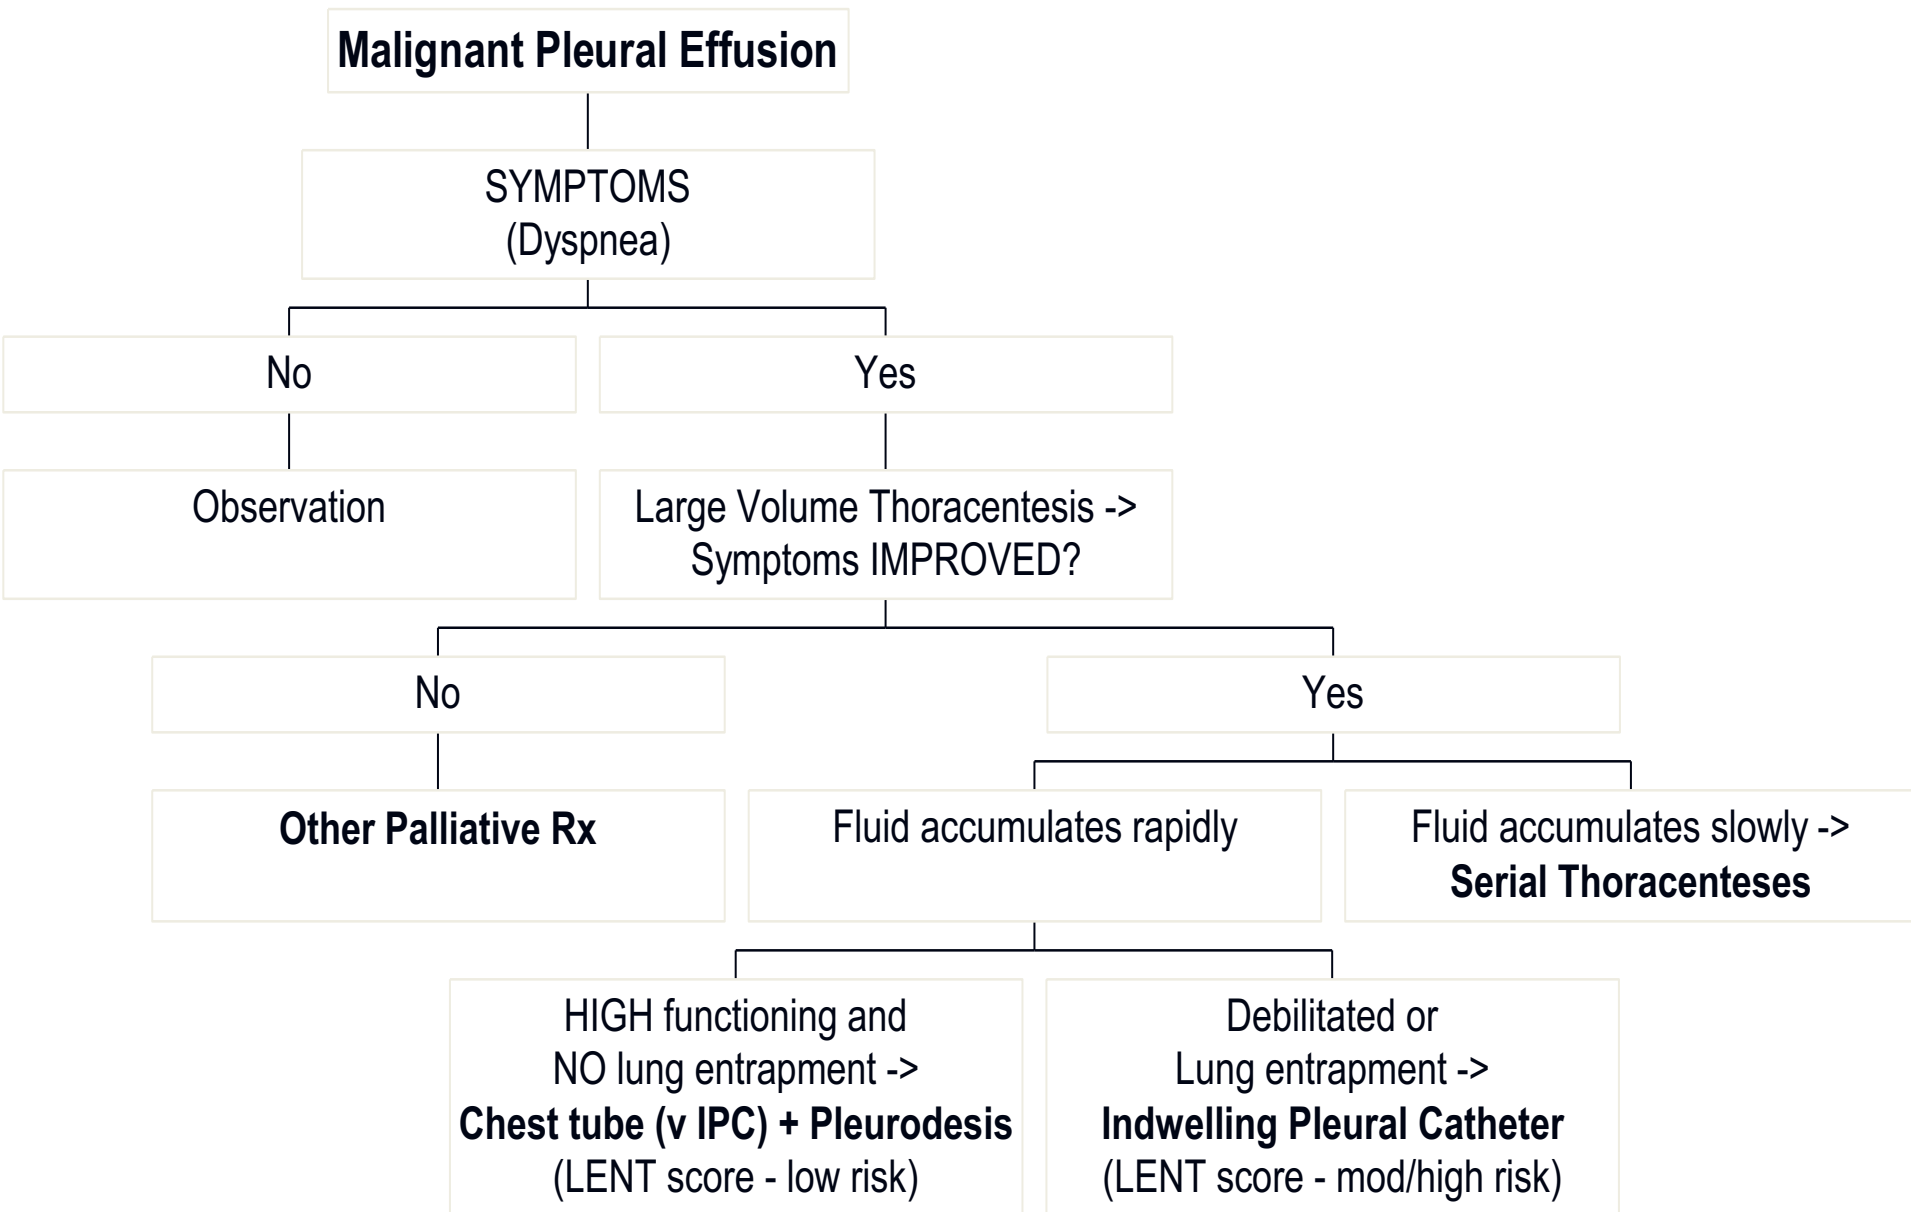 Malignant Pleural Effusion
SYMPTOMS
(Dyspnea)
No
Yes
Observation
Large Volume Thoracentesis ->
Symptoms IMPROVED?
No
Yes
Other Palliative Rx
Fluid accumulates rapidly
Fluid accumulates slowly ->
Serial Thoracenteses
HIGH functioning and
NO lung entrapment ->
Chest tube (v IPC) + Pleurodesis
(LENT score - low risk)
Debilitated or
Lung entrapment ->
Indwelling Pleural Catheter
(LENT score - mod/high risk)